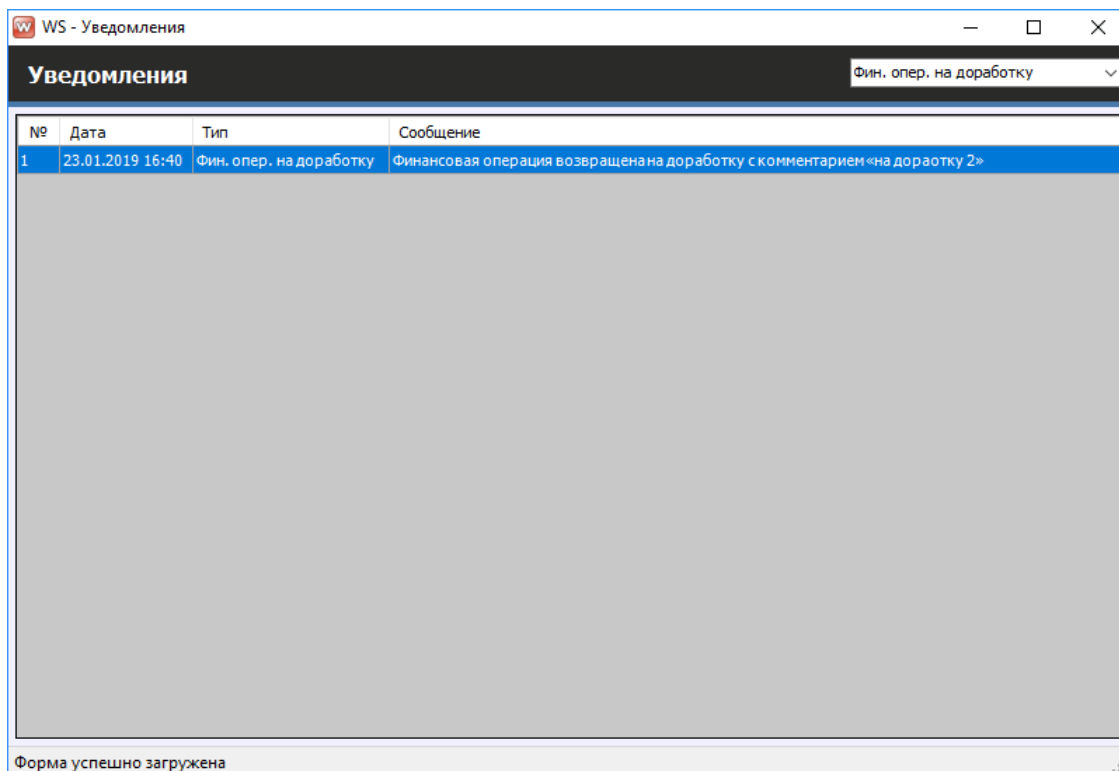 WS - Уведомления
Уведомления
Фин. опер. на доработку
№ Дата Тип Сообщение
1 23.01.2019 16:40 Фин. опер. на доработку Финансовая операция возвращена на доработку с комментарием «на дораотку 2»
Форма успешно загружена